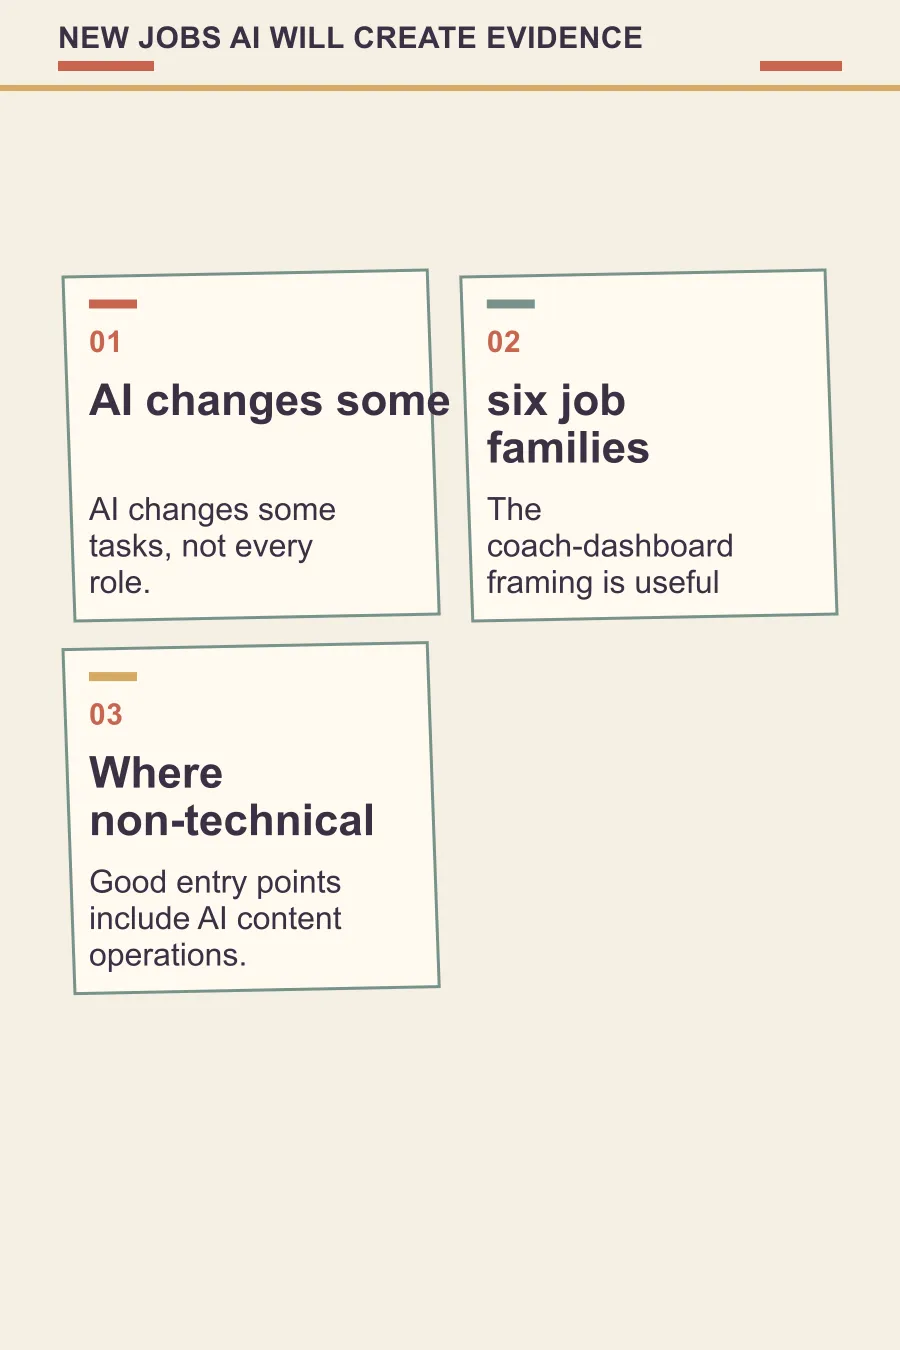 NEW JOBS AI WILL CREATE EVIDENCE
01
AI changes some
AI changes some
tasks, not every
role.
02
six job
families
The
coach-dashboard
framing is useful
03
Where
non-technical
Good entry points
include AI content
operations.